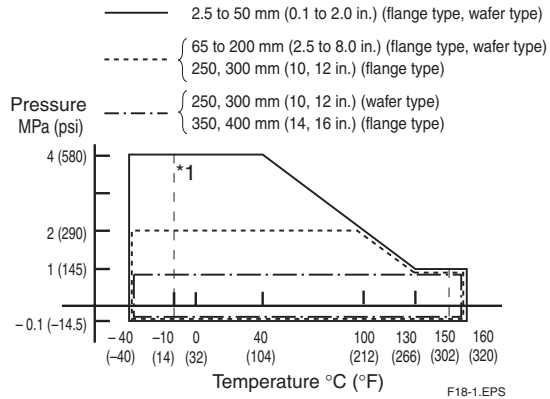 2.5 to 50 mm (0.1 to 2.0 in.) (flange type, wafer type)
65 to 200 mm (2.5 to 8.0 in.) (flange type, wafer type)
250, 300 mm (10, 12 in.) (flange type)
250, 300 mm (10, 12 in.) (wafer type)
350, 400 mm (14, 16 in.) (flange type)
Pressure
MPa (psi)
4 (580)
*1
2 (290)
1 (145)
– 0.1 (–14.5)
– 40 –10 0 40 100 130 150 160
(–40) (14) (32) (104) (212) (266) (302) (320)
Temperature °C (°F)
F18-1.EPS